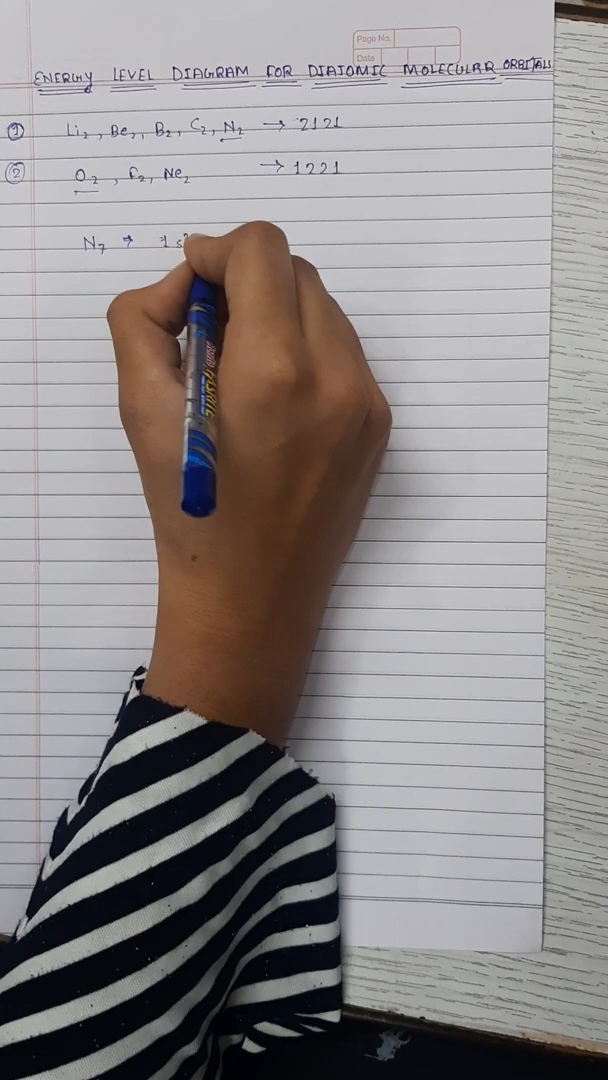 Page No.
Date
ENERGY LEVEL DIAGRAM FOR DIATOMIC MOLECULAR ORBITALS
① Li₂, Be₂, B₂, C₂, N₂ → 2121
② O₂, F₂, Ne₂ → 1221
N₇ → 1s²